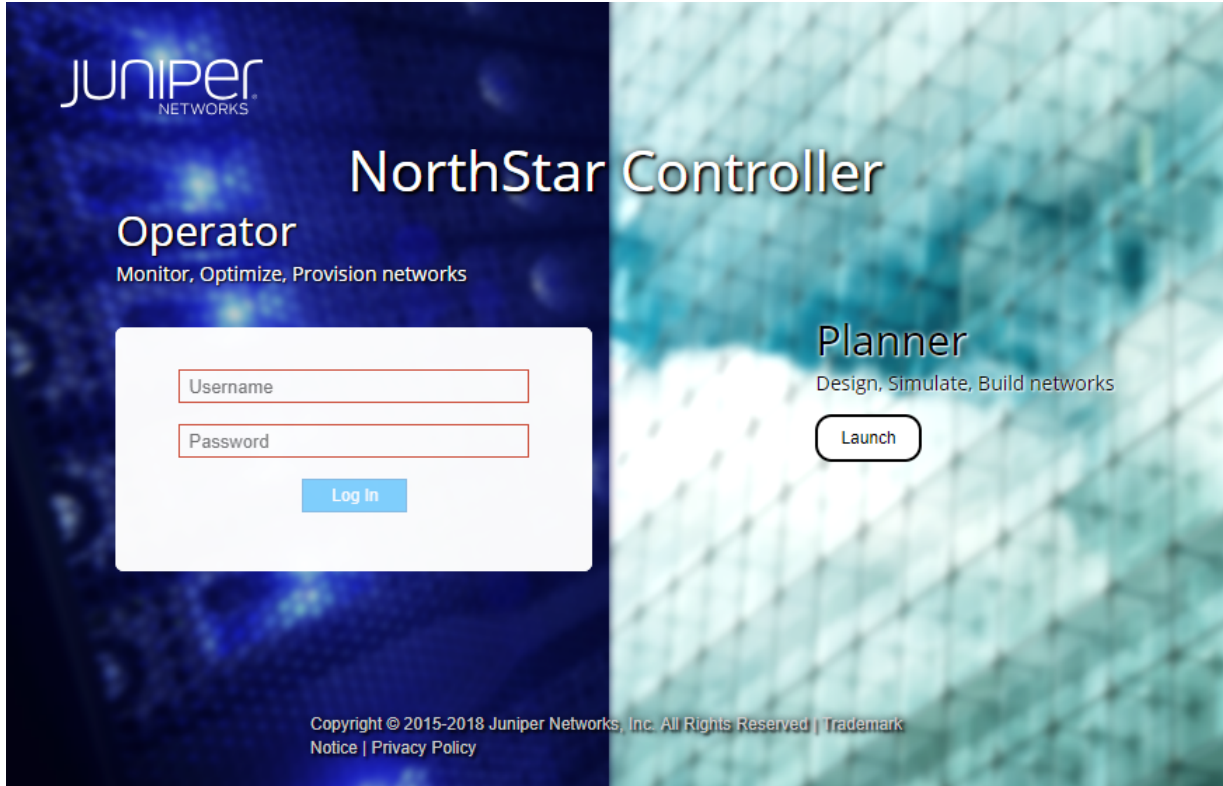 JUNIPER
NETWORKS
NorthStar Controller
Operator
Monitor, Optimize, Provision networks
Username
Password
Log In
Planner
Design, Simulate, Build networks
Launch
Copyright © 2015-2018 Juniper Networks, Inc. All Rights Reserved | Trademark
Notice | Privacy Policy